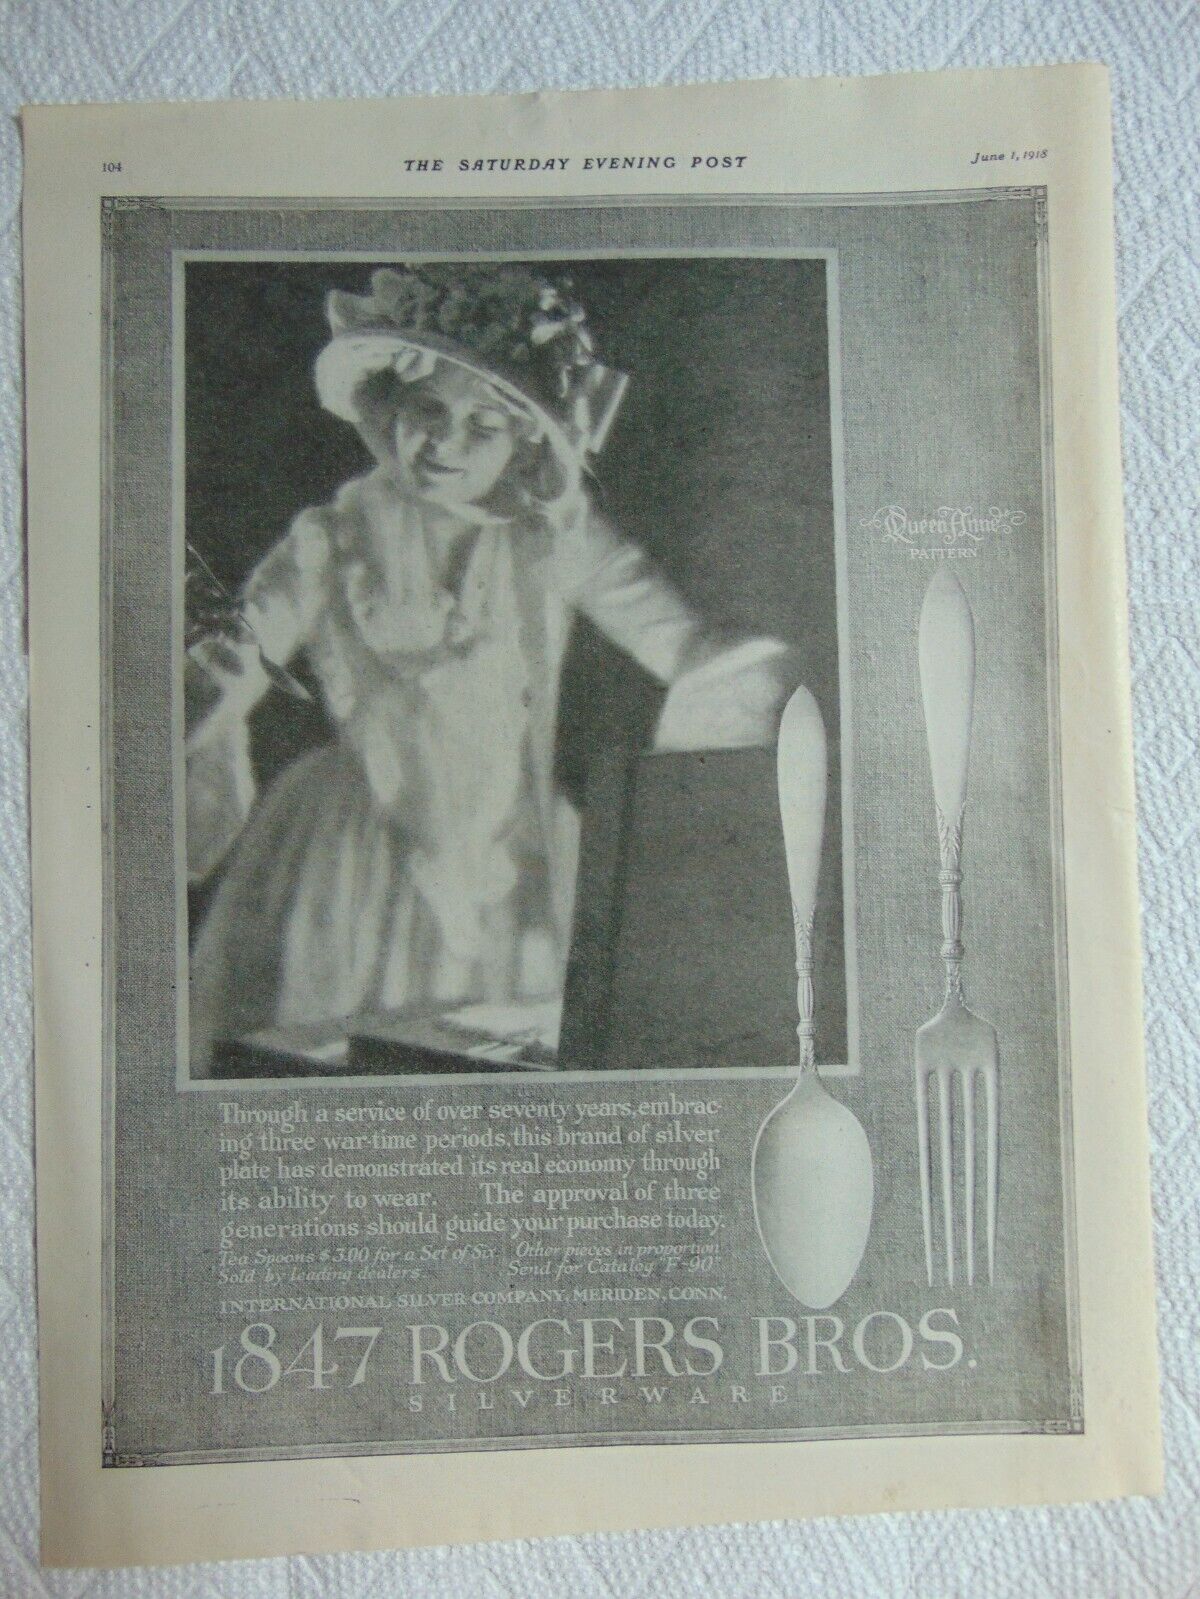 104
THE SATURDAY EVENING POST
June 1, 1918
Queen Anne
PATTERN
Through a service of over seventy years, embrac-
ing three war-time periods, this brand of silver
plate has demonstrated its real economy through
its ability to wear. The approval of three
generations should guide your purchase today.
Tea Spoons $3.00 for a Set of Six Other pieces in proportion
Sold by leading dealers. Send for Catalog "F-90"
INTERNATIONAL SILVER COMPANY, MERIDEN, CONN.
1847 ROGERS BROS.
SILVERWARE